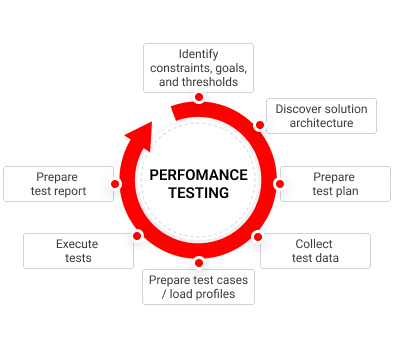 Identify
constraints, goals,
and thresholds
Discover solution
architecture
Prepare
test plan
Collect
test data
Prepare test cases
/ load profiles
Execute
tests
Prepare
test report
PERFOMANCE
TESTING